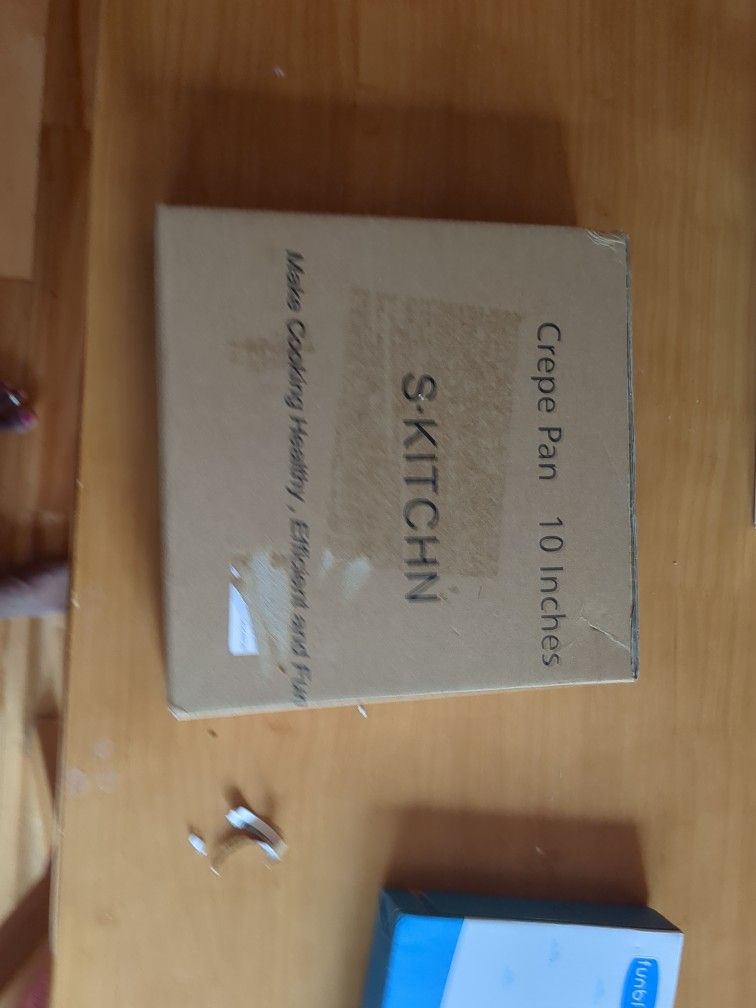 Crepe Pan 10 Inches
S·KITCHN
Make Cooking Healthy , Efficient and Fun